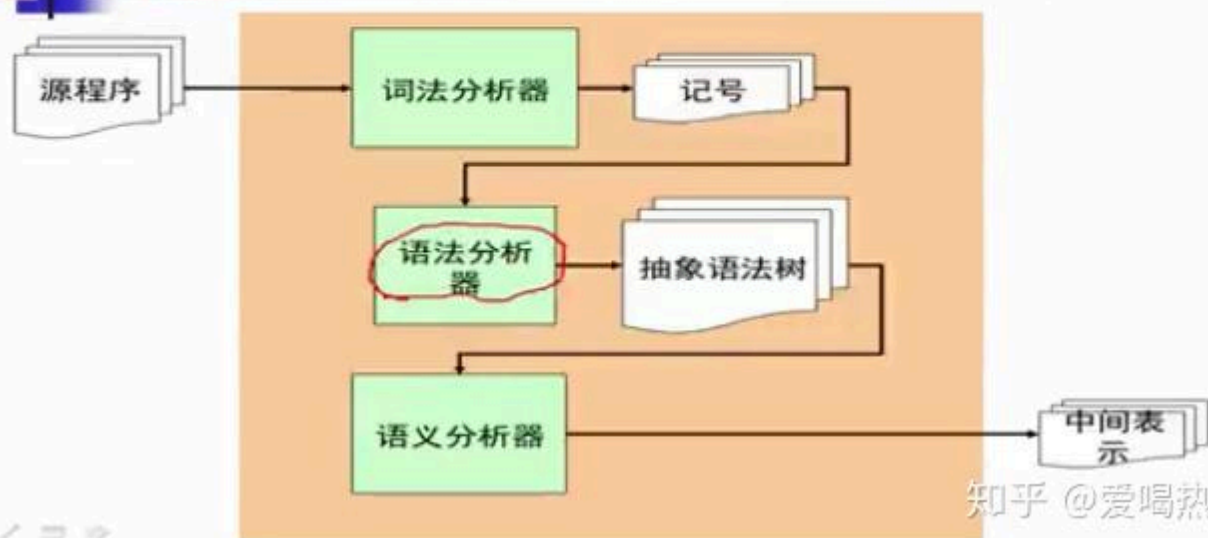 源程序
词法分析器
记号
语法分析
器
抽象语法树
语义分析器
中间表
示
知乎 @爱喝热